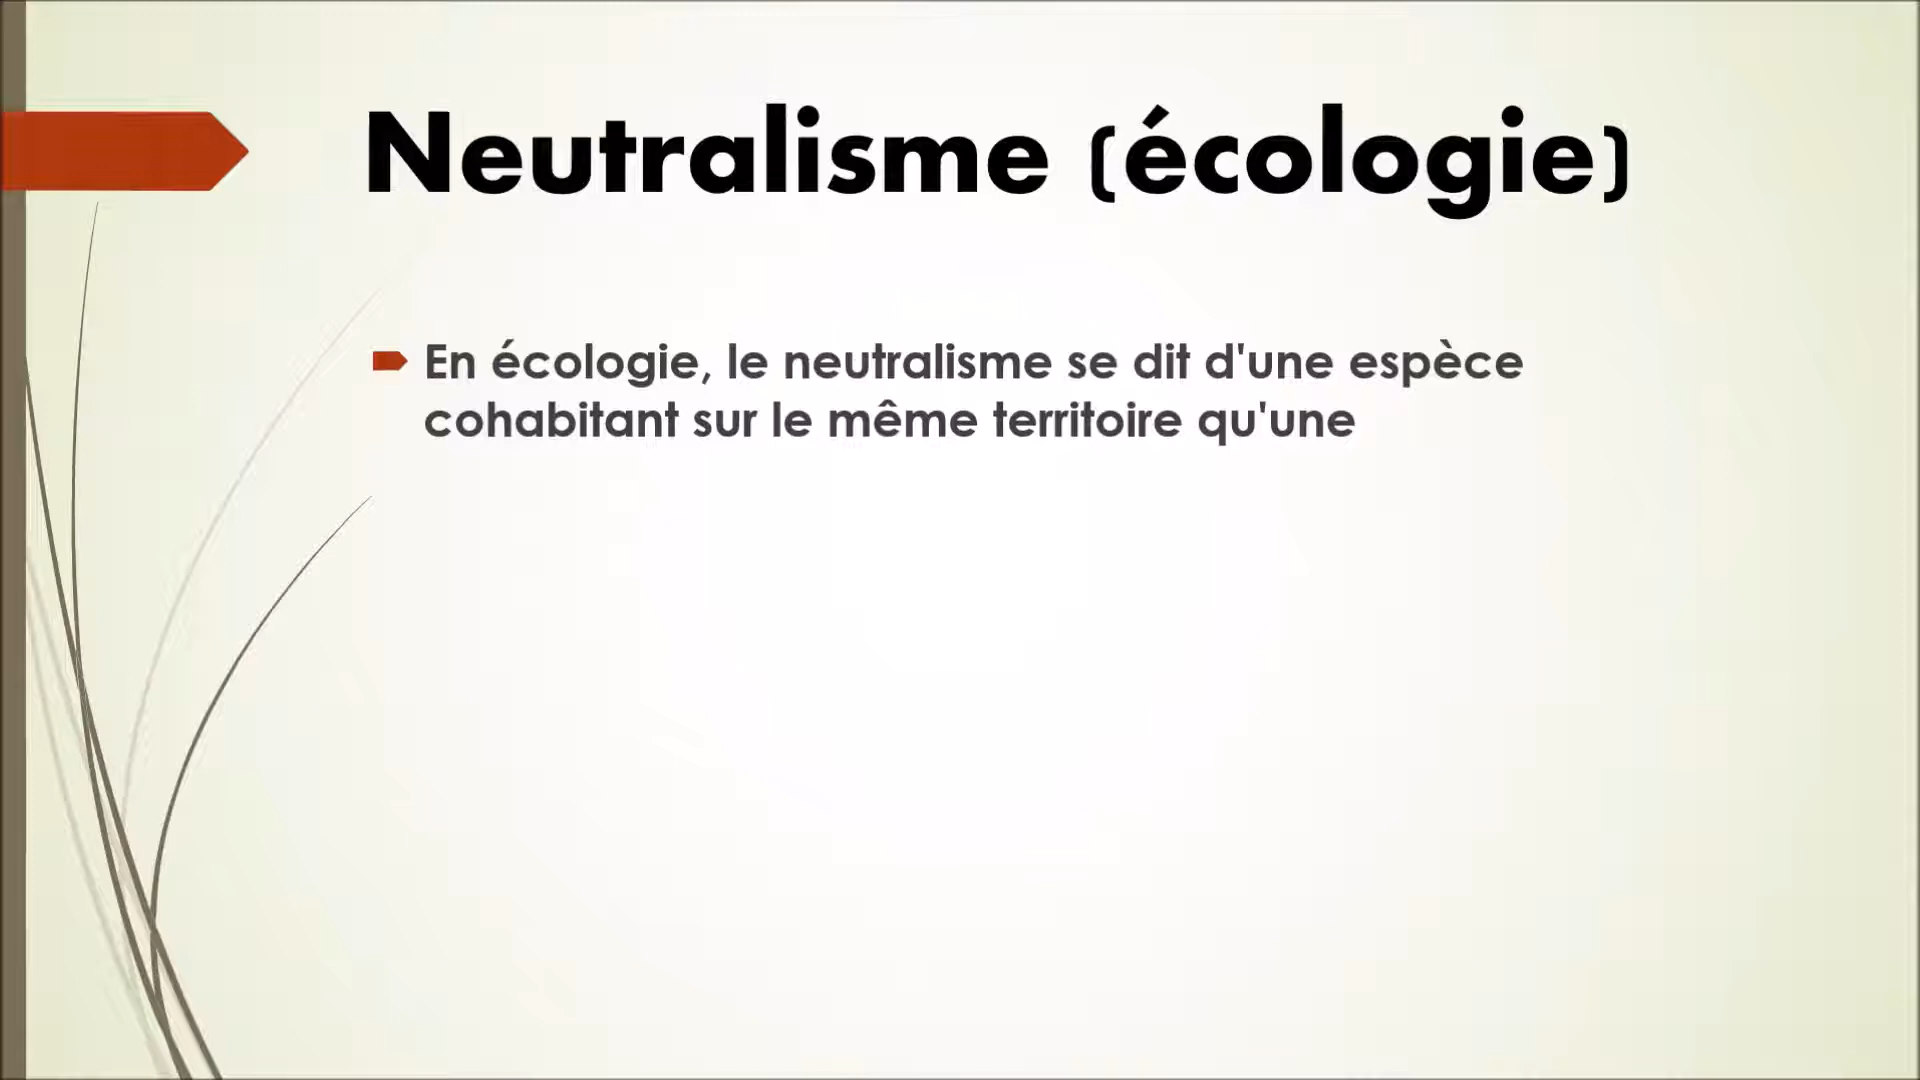 Neutralisme (écologie)
En écologie, le neutralisme se dit d'une espèce
cohabitant sur le même territoire qu'une